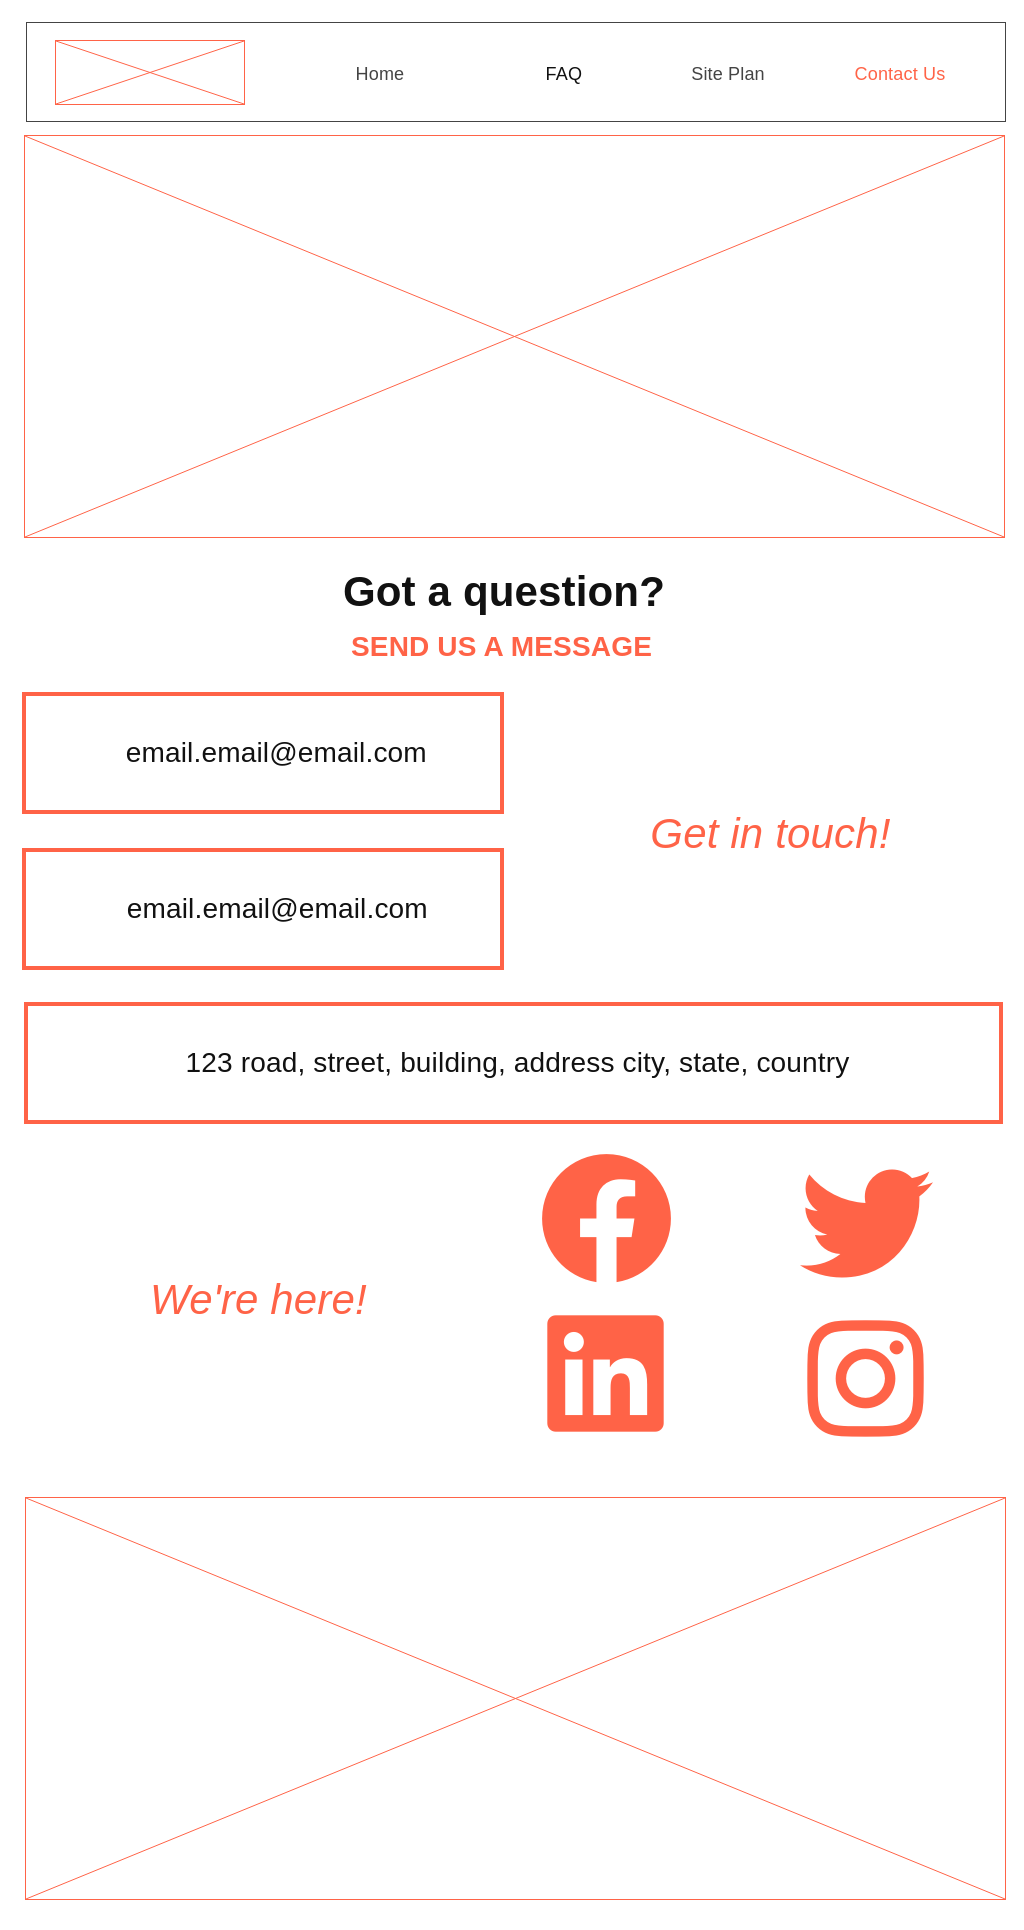 Home FAQ Site Plan Contact Us
Got a question?
SEND US A MESSAGE
email.email@email.com
Get in touch!
email.email@email.com
123 road, street, building, address city, state, country
We're here!